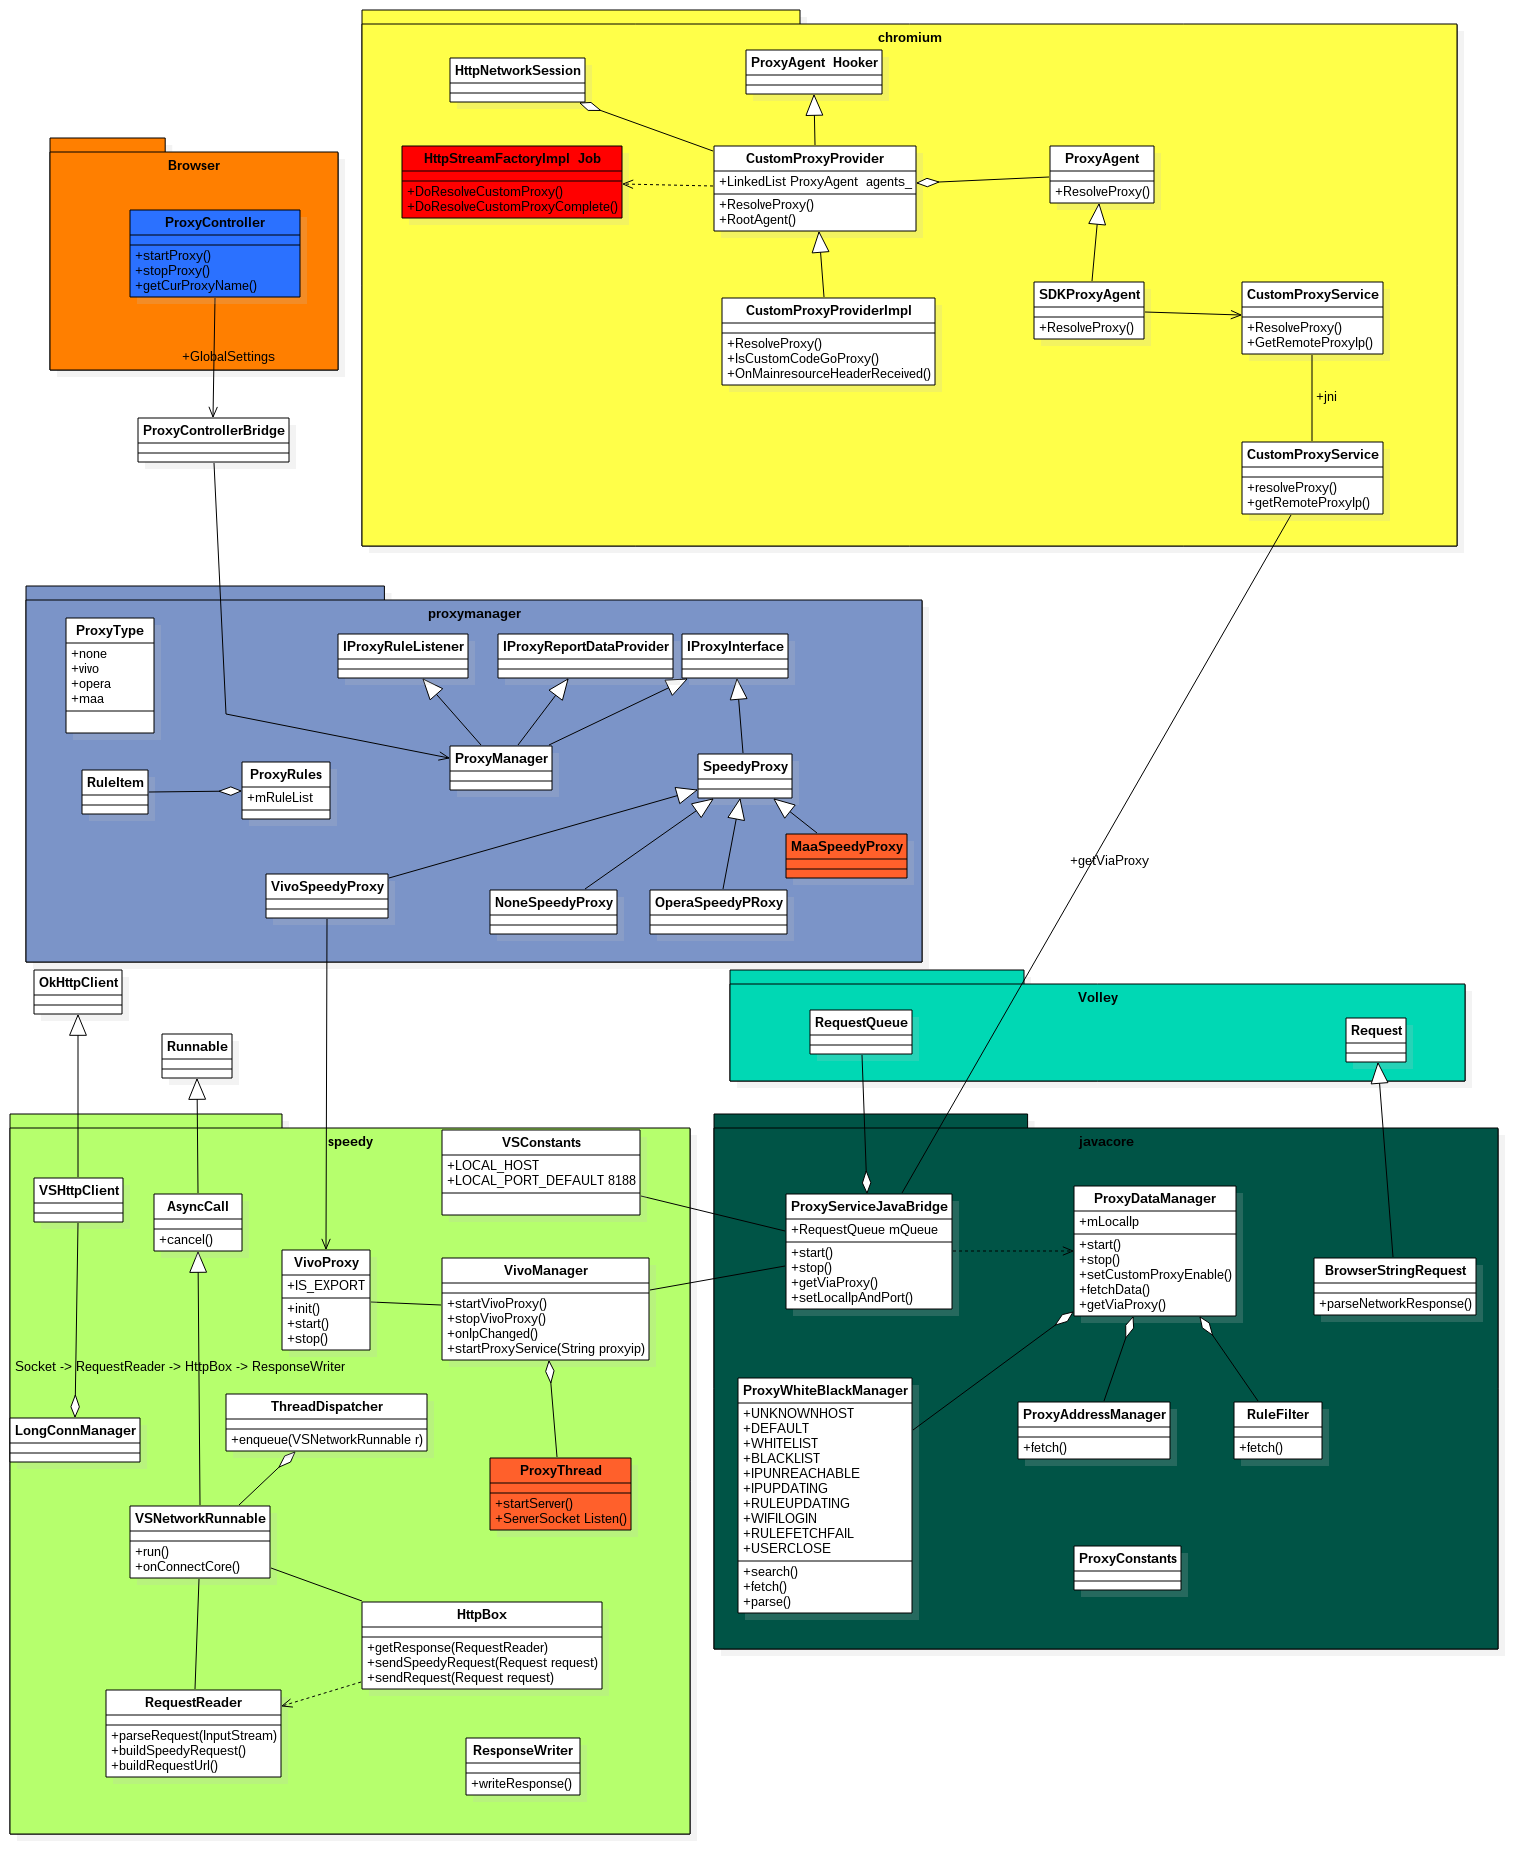 chromium
HttpNetworkSession
ProxyAgent Hooker
HttpStreamFactoryImpl Job
+DoResolveCustomProxy()
+DoResolveCustomProxyComplete()
CustomProxyProvider
+LinkedList ProxyAgent agents_
+ResolveProxy()
+RootAgent()
ProxyAgent
+ResolveProxy()
CustomProxyProviderImpl
+ResolveProxy()
+IsCustomCodeGoProxy()
+OnMainresourceHeaderReceived()
SDKProxyAgent
+ResolveProxy()
CustomProxyService
+ResolveProxy()
+GetRemoteProxyIp()
+jni
CustomProxyService
+resolveProxy()
+getRemoteProxyIp()
Browser
ProxyController
+startProxy()
+stopProxy()
+getCurProxyName()
+GlobalSettings
ProxyControllerBridge
proxymanager
ProxyType
+none
+vivo
+opera
+maa
IProxyRuleListener
IProxyReportDataProvider
IProxyInterface
ProxyManager
SpeedyProxy
RuleItem
ProxyRules
+mRuleList
MaaSpeedyProxy
VivoSpeedyProxy
NoneSpeedyProxy
OperaSpeedyPRoxy
+getViaProxy
OkHttpClient
Runnable
Volley
RequestQueue
Request
speedy
VSConstants
+LOCAL_HOST
+LOCAL_PORT_DEFAULT 8188
VSHttpClient
AsyncCall
+cancel()
VivoProxy
+IS_EXPORT
+init()
+start()
+stop()
VivoManager
+startVivoProxy()
+stopVivoProxy()
+onIpChanged()
+startProxyService(String proxyip)
Socket -> RequestReader -> HttpBox -> ResponseWriter
LongConnManager
ThreadDispatcher
+enqueue(VSNetworkRunnable r)
ProxyThread
+startServer()
+ServerSocket Listen()
VSNetworkRunnable
+run()
+onConnectCore()
HttpBox
+getResponse(RequestReader)
+sendSpeedyRequest(Request request)
+sendRequest(Request request)
RequestReader
+parseRequest(InputStream)
+buildSpeedyRequest()
+buildRequestUrl()
ResponseWriter
+writeResponse()
javacore
ProxyServiceJavaBridge
+RequestQueue mQueue
+start()
+stop()
+getViaProxy()
+setLocalIpAndPort()
ProxyDataManager
+mLocalIp
+start()
+stop()
+setCustomProxyEnable()
+fetchData()
+getViaProxy()
BrowserStringRequest
+parseNetworkResponse()
ProxyWhiteBlackManager
+UNKNOWNHOST
+DEFAULT
+WHITELIST
+BLACKLIST
+IPUNREACHABLE
+IPUPDATING
+RULEUPDATING
+WIFILOGIN
+RULEFETCHFAIL
+USERCLOSE
+search()
+fetch()
+parse()
ProxyAddressManager
+fetch()
RuleFilter
+fetch()
ProxyConstants